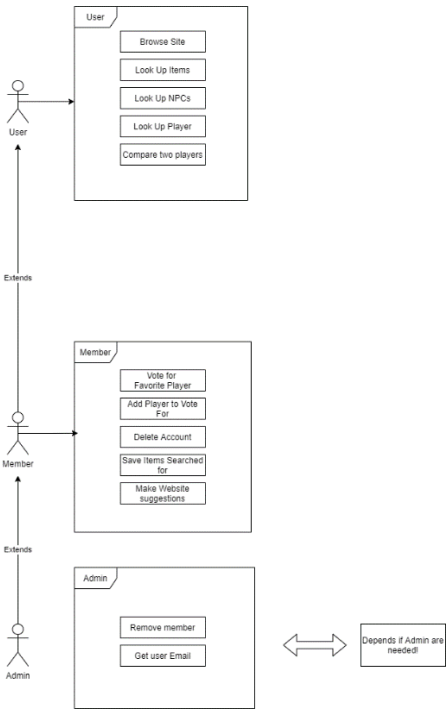 User
Browse Site
Look Up Items
Look Up NPCs
Look Up Player
Compare two players
User
Extends
Member
Vote for
Favorite Player
Add Player to Vote
For
Delete Account
Save Items Searched
for
Make Website
suggestions
Member
Extends
Admin
Remove member
Get user Email
Depends if Admin are
needed!
Admin